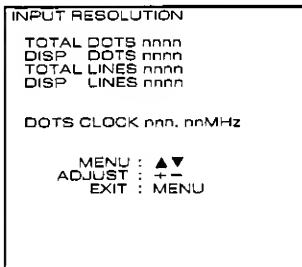 INPUT RESOLUTION
TOTAL DOTS nnnn
DISP DOTS nnnn
TOTAL LINES nnnn
DISP LINES nnnn
DOTS CLOCK nnn. nnMHz
MENU : ▲▼
ADJUST : + −
EXIT : MENU